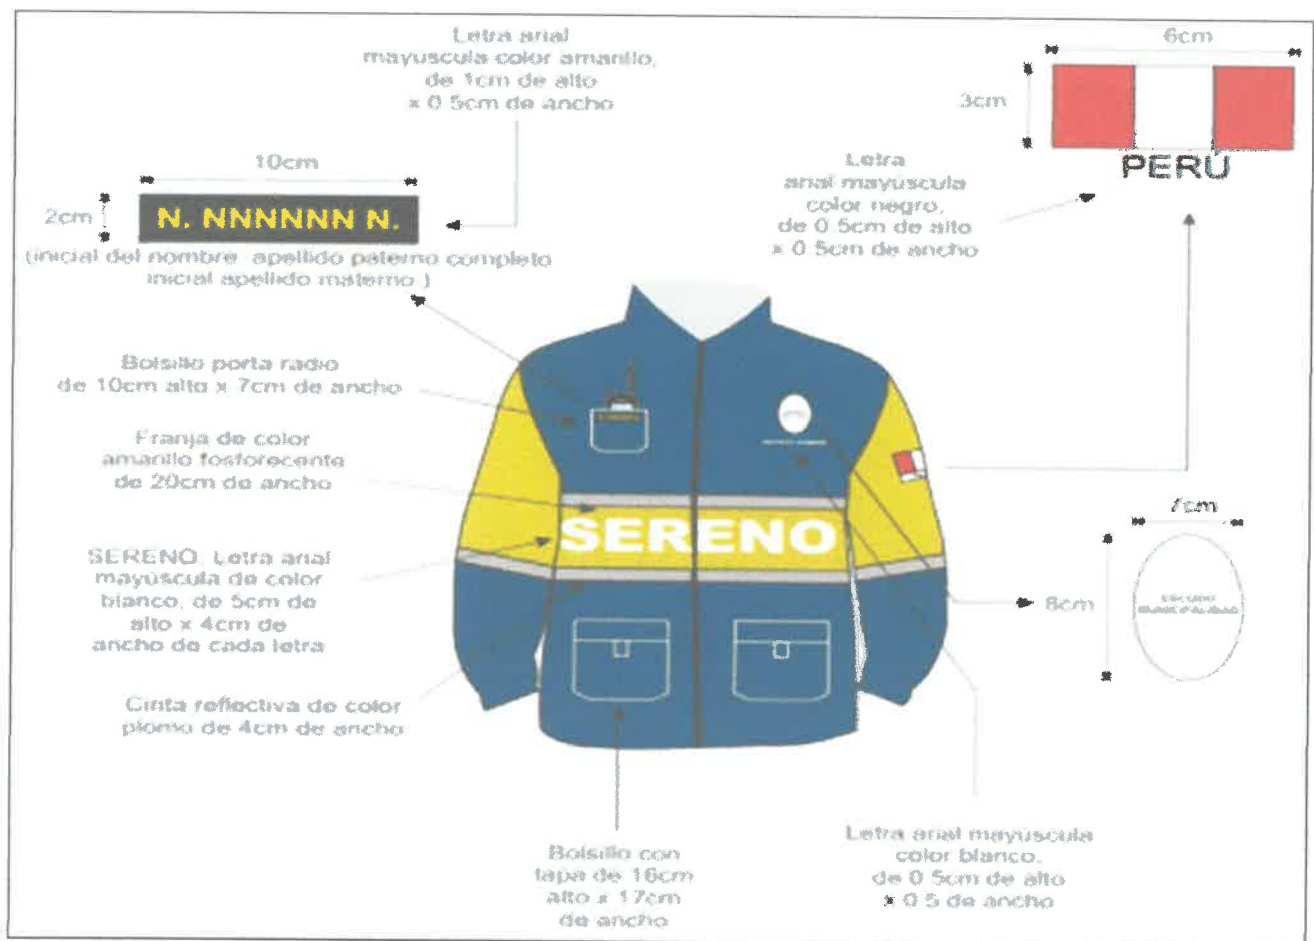 Letra arial
mayuscula color amarillo,
de 1cm de alto
x 0.5cm de ancho
6cm
3cm
PERÚ
Letra
arial mayúscula
color negro,
de 0.5cm de alto
x 0.5cm de ancho
10cm
2cm
N. NNNNNN N.
(inicial del nombre apellido paterno completo
inicial apellido materno )
Bolsillo porta radio
de 10cm alto x 7cm de ancho
Franja de color
amarillo fosforecente
de 20cm de ancho
SERENO
SERENO. Letra arial
mayúscula de color
blanco, de 5cm de
alto x 4cm de
ancho de cada letra
Cinta reflectiva de color
plomo de 4cm de ancho
7cm
8cm
ESCUDO
MUNICIPALIDAD
Bolsillo con
tapa de 16cm
alto x 17cm
de ancho
Letra arial mayúscula
color blanco,
de 0.5cm de alto
x 0.5 de ancho